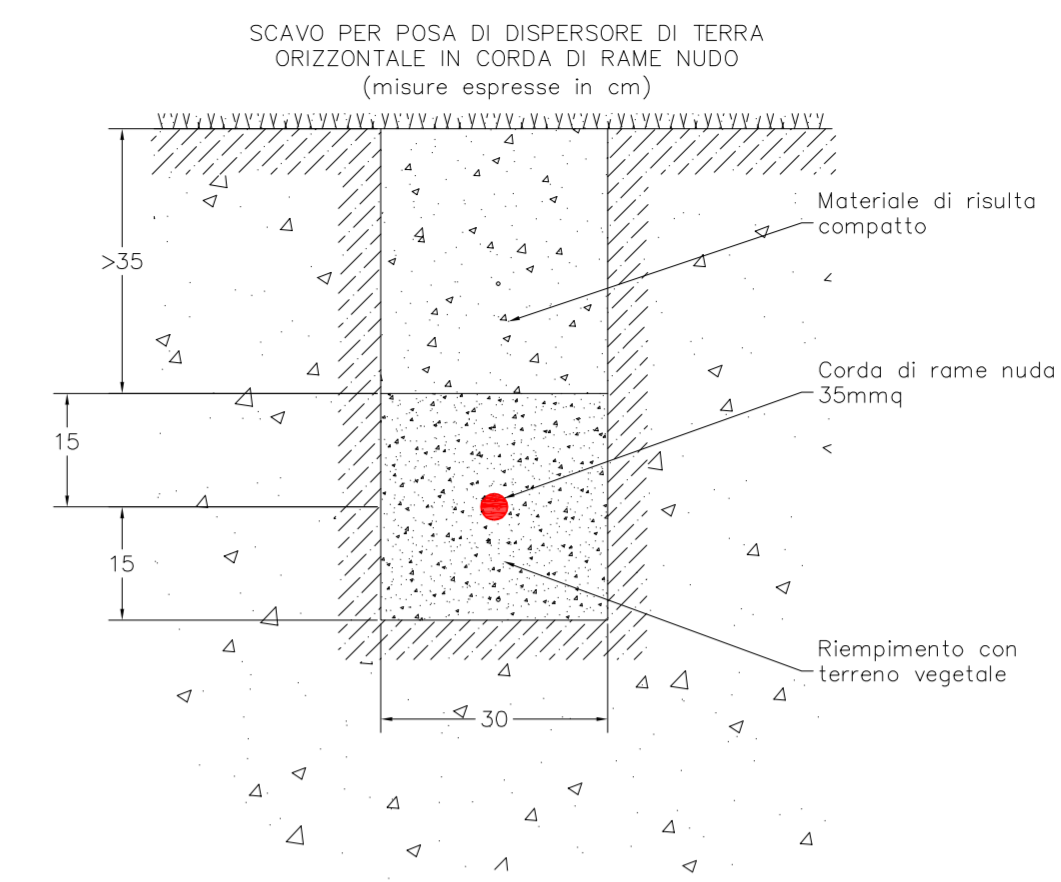 SCAVO PER POSA DI DISPERSORE DI TERRA
ORIZZONTALE IN CORDA DI RAME NUDO
(misure espresse in cm)
Materiale di risulta
compatto
>35
Corda di rame nuda
35mmq
15
15
Riempimento con
terreno vegetale
30